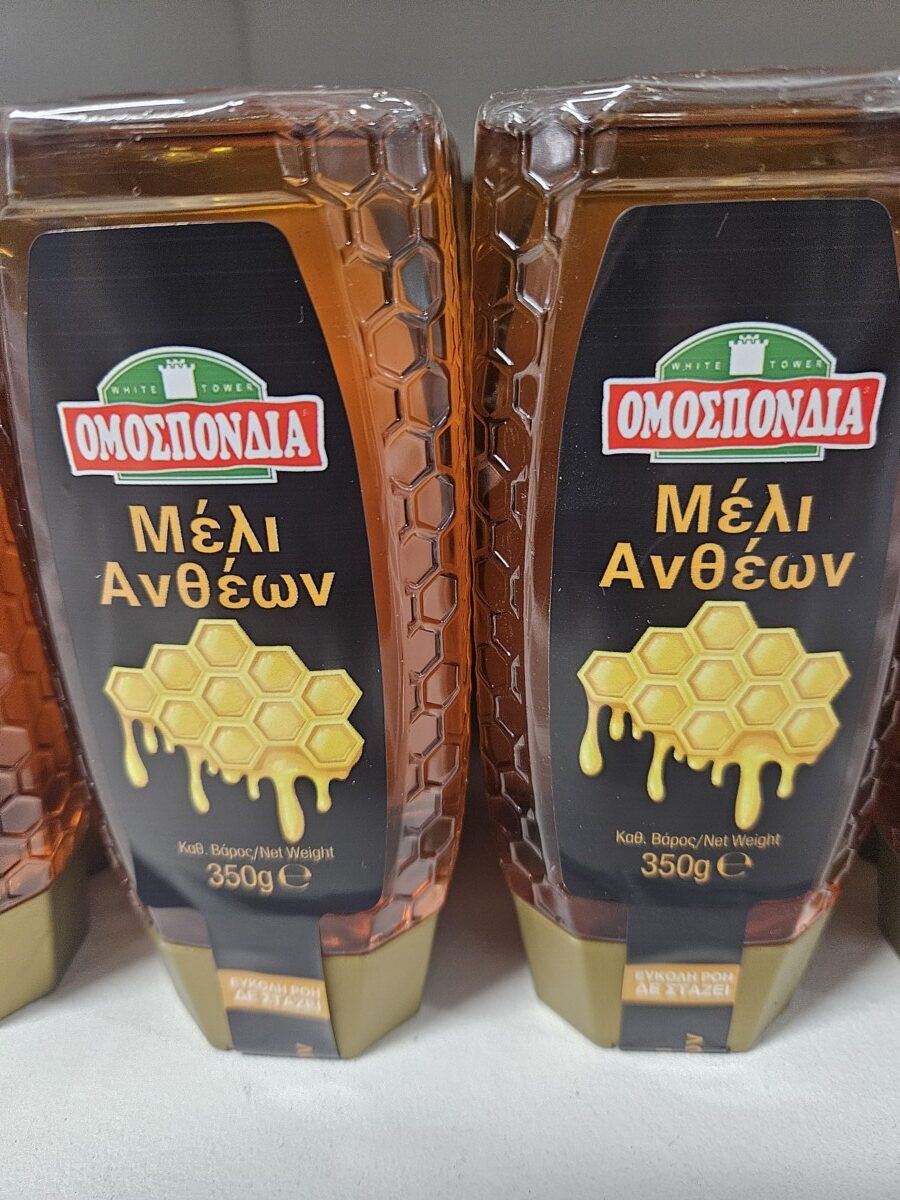 WHITE TOWER
ΟΜΟΣΠΟΝΔΙΑ
Μέλι
Ανθέων
Καθ. Βάρος/Net Weight
350g ℮
ΕΥΚΟΛΗ ΡΟΗ
ΔΕ ΣΤΑΖΕΙ
WHITE TOWER
ΟΜΟΣΠΟΝΔΙΑ
Μέλι
Ανθέων
Καθ. Βάρος/Net Weight
350g ℮
ΕΥΚΟΛΗ ΡΟΗ
ΔΕ ΣΤΑΖΕΙ